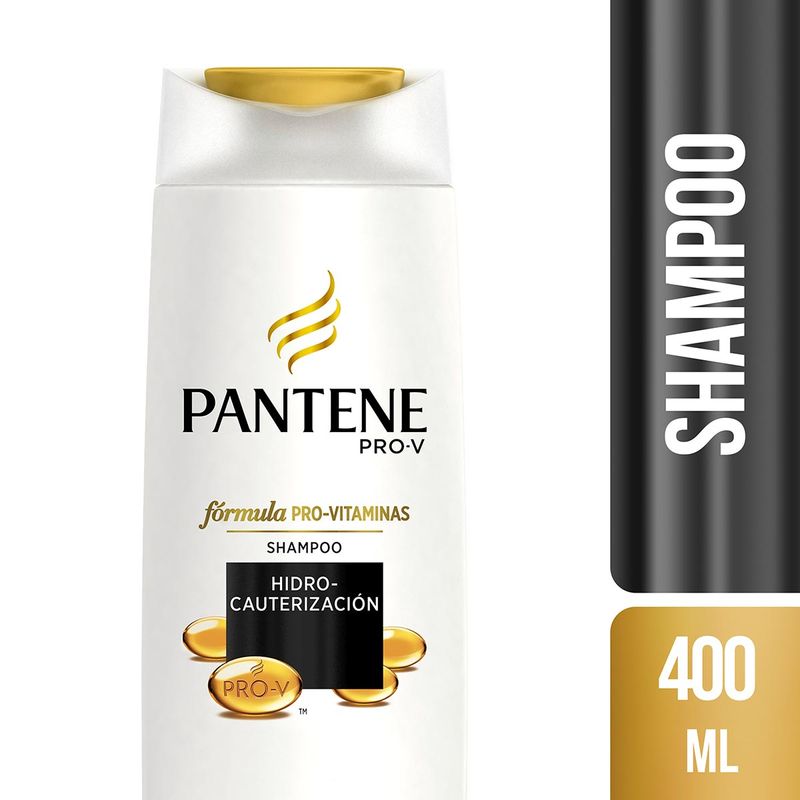 PANTENE
PRO-V
fórmula PRO-VITAMINAS
SHAMPOO
HIDRO-
CAUTERIZACIÓN
PRO-V
TM
SHAMPOO
400
ML